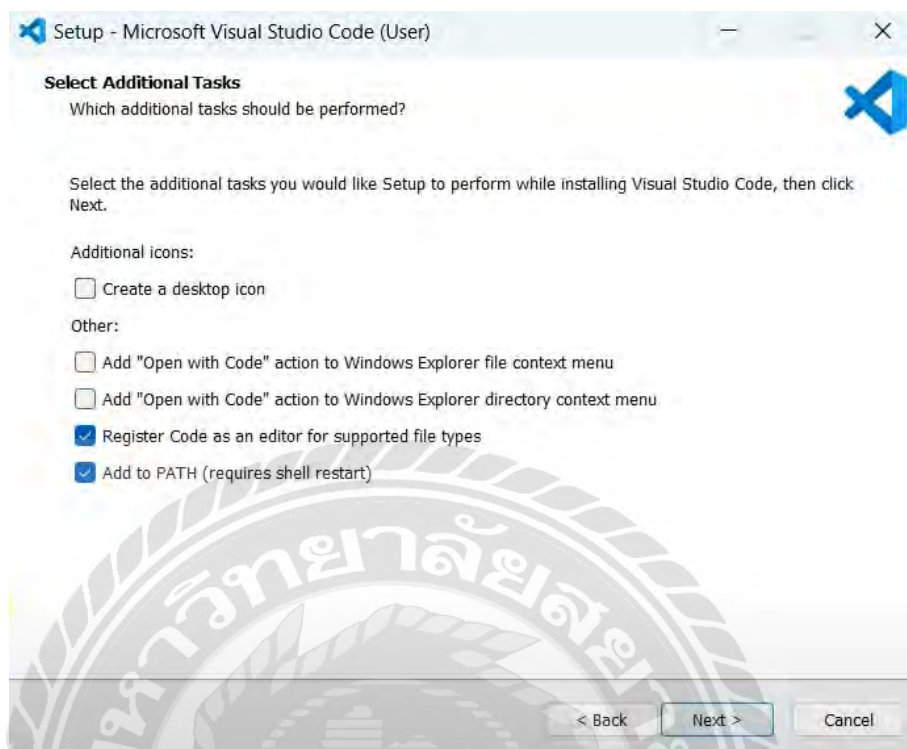 Setup - Microsoft Visual Studio Code (User)
Select Additional Tasks
Which additional tasks should be performed?
Select the additional tasks you would like Setup to perform while installing Visual Studio Code, then click
Next.
Additional icons:
Create a desktop icon
Other:
Add "Open with Code" action to Windows Explorer file context menu
Add "Open with Code" action to Windows Explorer directory context menu
Register Code as an editor for supported file types
Add to PATH (requires shell restart)
< Back Next > Cancel